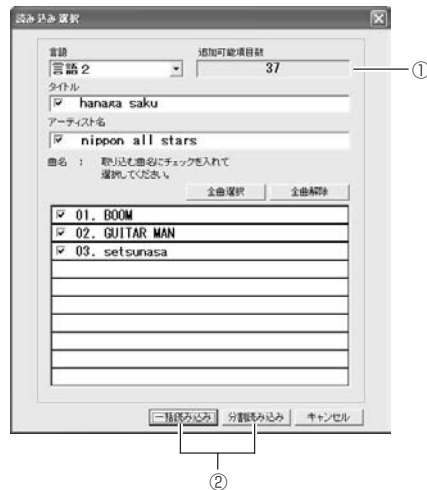 読み込み選択
言語 追加可能項目数
言語2 37 ①
タイトル
hanaxa saku
アーティスト名
nippon all stars
曲名 : 取り込む曲名にチェックを入れて
選択してください。
全曲選択 全曲解除
01. BOOM
02. GUITAR MAN
03. setsunasa
一括読み込み 分割読み込み キャンセル
②